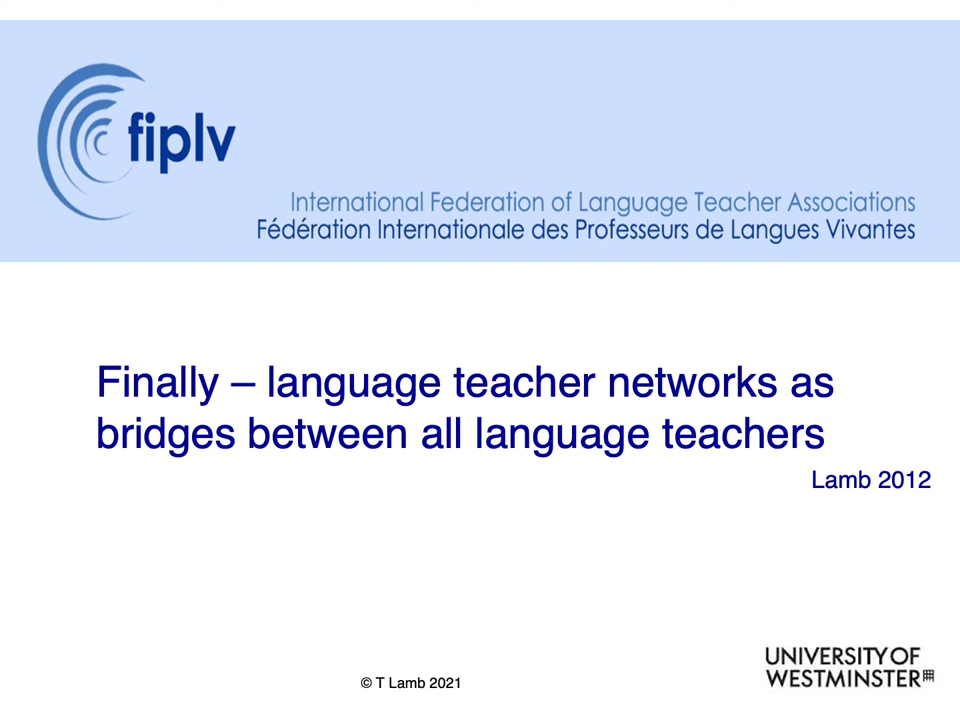 fiplv
International Federation of Language Teacher Associations
Fédération Internationale des Professeurs de Langues Vivantes
Finally – language teacher networks as
bridges between all language teachers
Lamb 2012
© T Lamb 2021
UNIVERSITY OF
WESTMINSTER